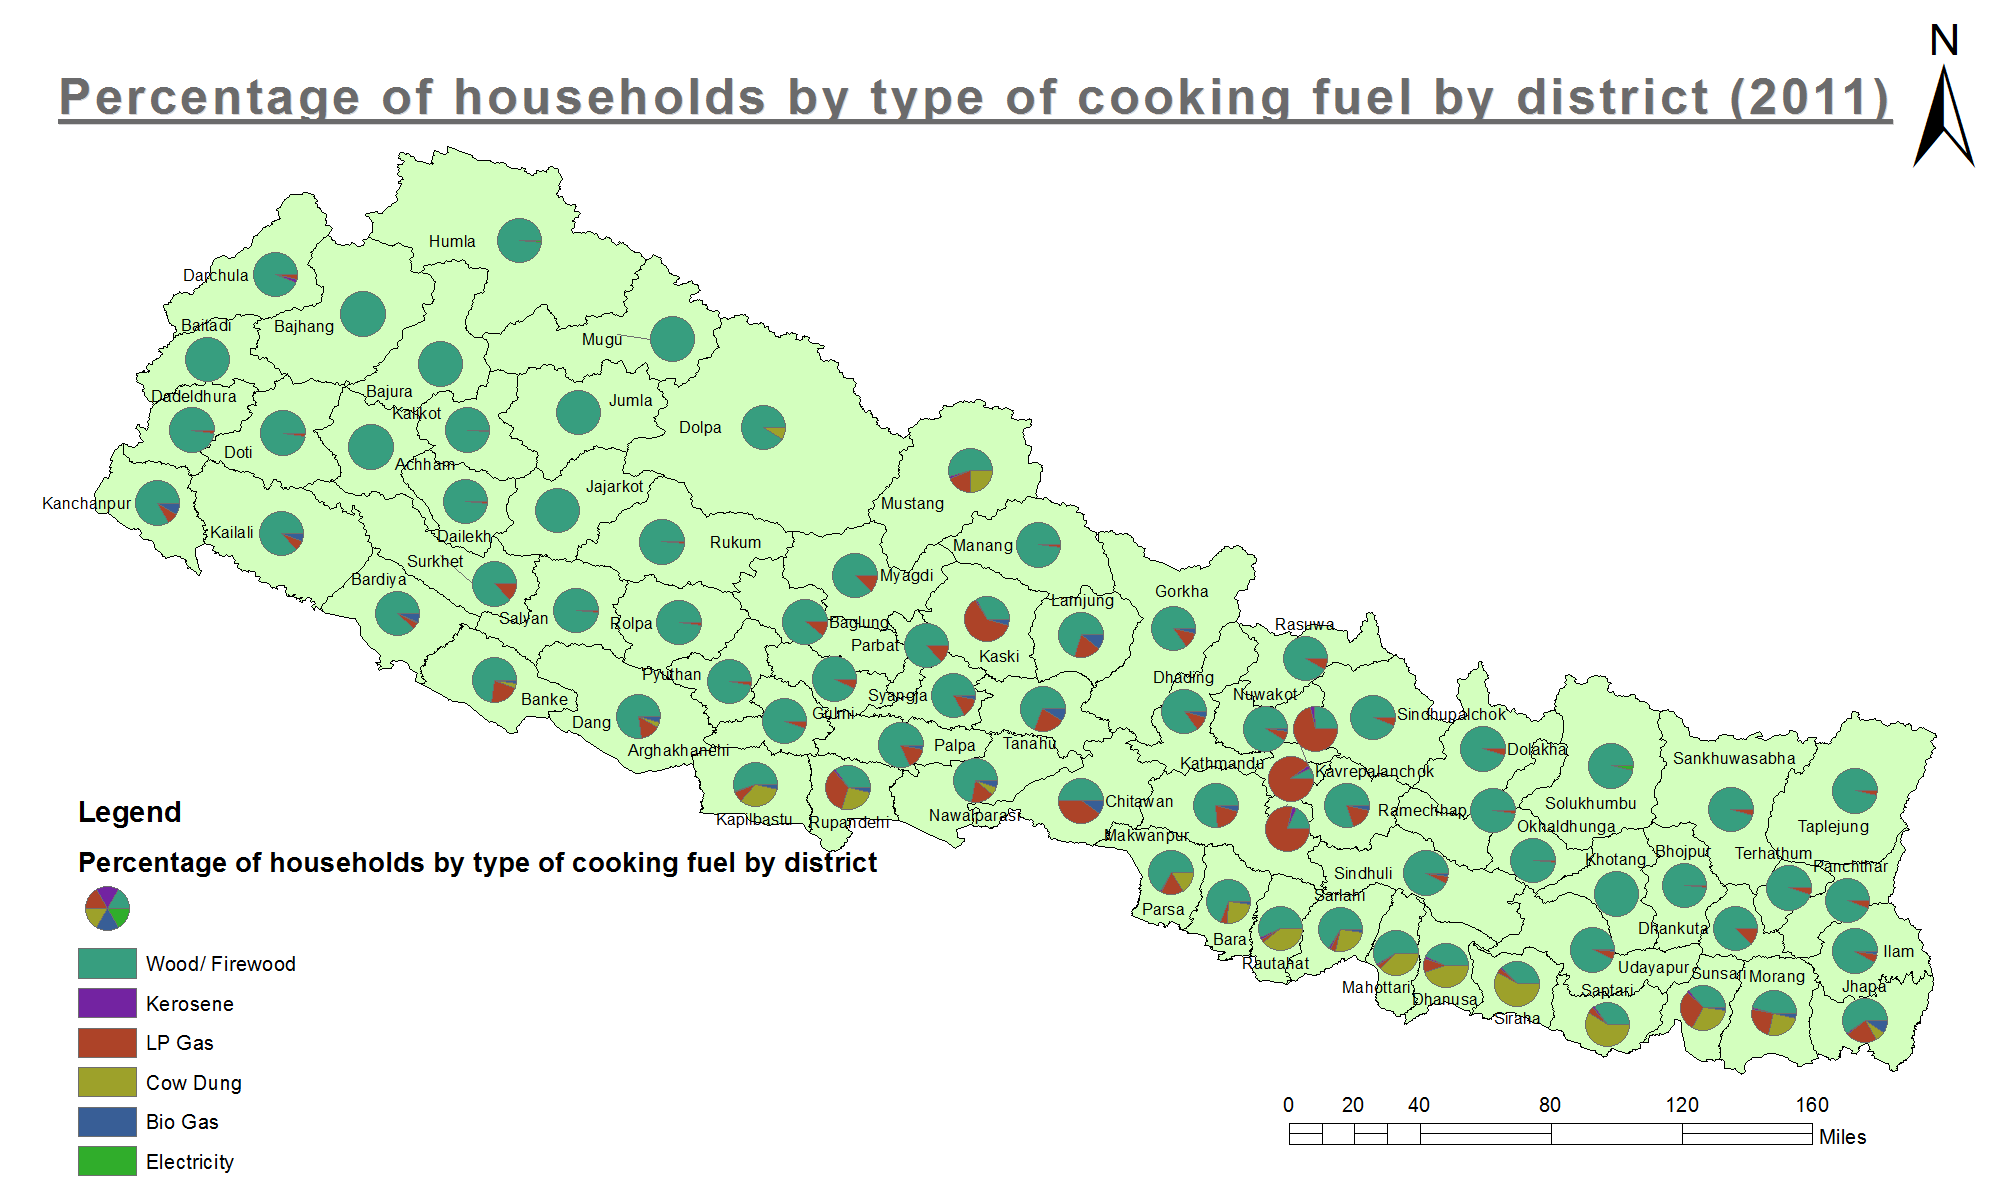 N
Percentage of households by type of cooking fuel by district (2011)
Humla
Darchula
Baitadi
Bajhang
Mugu
Dadeldhura
Bajura
Jumla
Kalikot
Dolpa
Doti
Achham
Jajarkot
Kanchanpur
Mustang
Kailali
Dailekh
Rukum
Manang
Surkhet
Bardiya
Myagdi
Gorkha
Lamjung
Salyan
Rolpa
Baglung
Rasuwa
Parbat
Kaski
Pyuthan
Dhading
Syangja
Nuwakot
Banke
Gulmi
Sindhupalchok
Dang
Arghakhanchi
Palpa
Tanahu
Dolakha
Sankhuwasabha
Kathmandu
Kavrepalanchok
Chitawan
Solukhumbu
Ramechhap
Kapilbastu
Rupandehi
Nawalparasi
Okhaldhunga
Taplejung
Makwanpur
Khotang
Bhojpur
Terhathum
Panchthar
Sindhuli
Sarlahi
Parsa
Dhankuta
Bara
Ilam
Rautahat
Udayapur
Sunsari
Morang
Mahottari
Dhanusa
Saptari
Jhapa
Siraha
Legend
Percentage of households by type of cooking fuel by district
Wood/ Firewood
Kerosene
LP Gas
Cow Dung
Bio Gas
Electricity
0 20 40 80 120 160
Miles